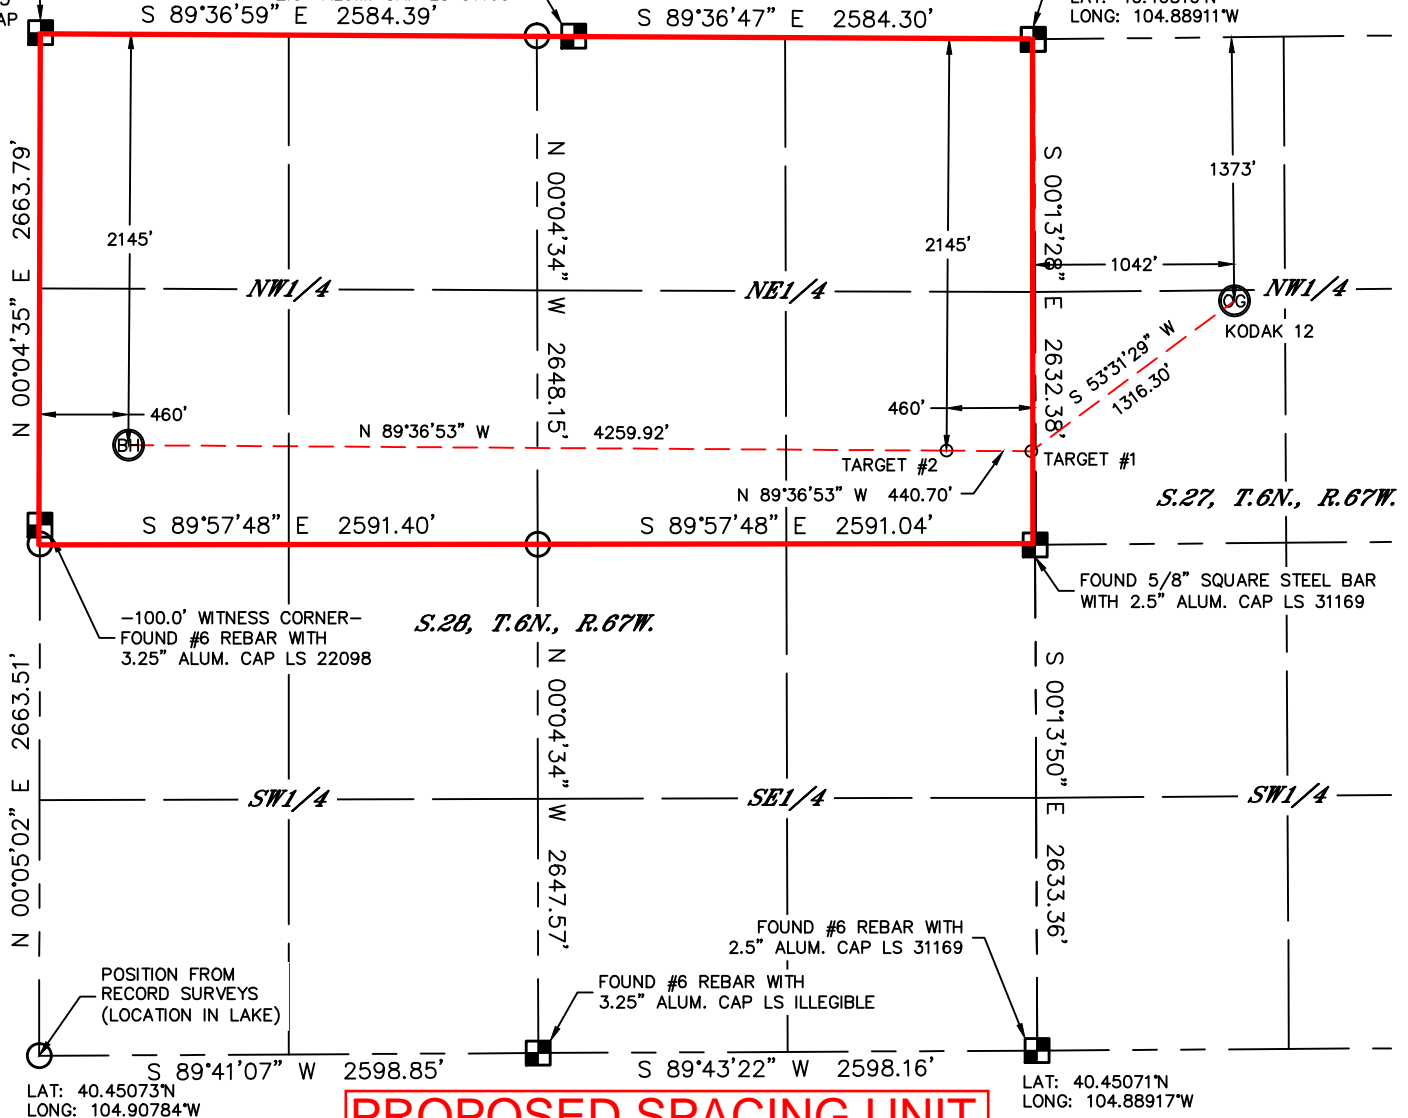 AP
S 89°36'59" E 2584.39'
S 89°36'47" E 2584.30'
LONG: 104.88911°W
N 00°04'35" E 2663.79'
2145'
NW1/4
N 00°04'34" W 2648.15'
2145'
NE1/4
S 00°13'28" E 2632.38'
1373'
1042'
NW1/4
CG
KODAK 12
S 53°31'29" W
1316.30'
460'
460'
BH
N 89°36'53" W 4259.92'
TARGET #2
TARGET #1
N 89°36'53" W 440.70'
S.27, T.6N., R.67W.
S 89°57'48" E 2591.40'
S 89°57'48" E 2591.04'
FOUND 5/8" SQUARE STEEL BAR
WITH 2.5" ALUM. CAP LS 31169
-100.0' WITNESS CORNER-
FOUND #6 REBAR WITH
3.25" ALUM. CAP LS 22098
S.28, T.6N., R.67W.
N 00°05'02" E 2663.51'
N 00°04'34" W 2647.57'
S 00°13'50" E 2633.36'
SW1/4
SE1/4
SW1/4
FOUND #6 REBAR WITH
2.5" ALUM. CAP LS 31169
POSITION FROM
RECORD SURVEYS
(LOCATION IN LAKE)
FOUND #6 REBAR WITH
3.25" ALUM. CAP LS ILLEGIBLE
S 89°41'07" W 2598.85'
S 89°43'22" W 2598.16'
LAT: 40.45073°N
LONG: 104.90784°W
LAT: 40.45071°N
LONG: 104.88917°W
PROPOSED SPACING UNIT